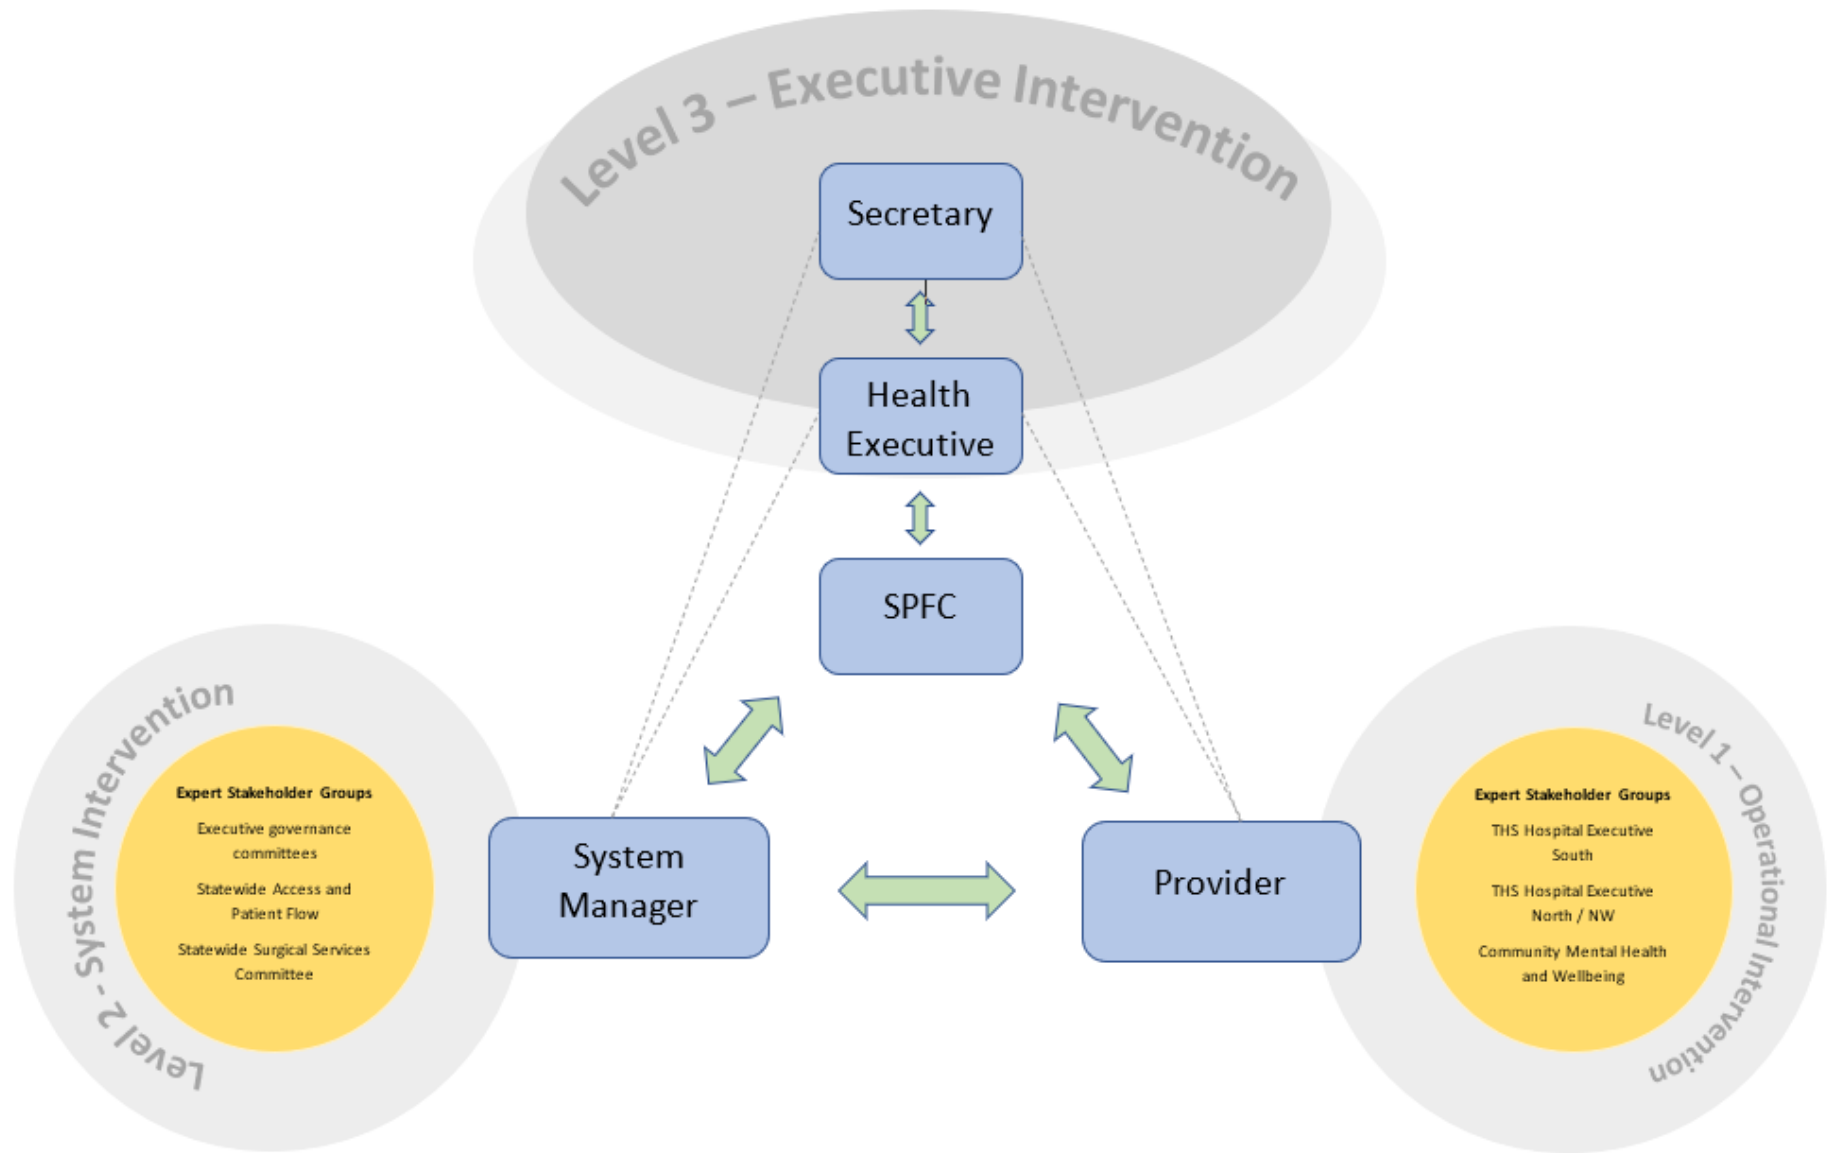 Level 3 – Executive Intervention
Secretary
Health
Executive
SPFC
Level 2 - System Intervention
Expert Stakeholder Groups
Executive governance
committees
Statewide Access and
Patient Flow
Statewide Surgical Services
Committee
System
Manager
Provider
Level 1 – Operational Intervention
Expert Stakeholder Groups
THS Hospital Executive
South
THS Hospital Executive
North / NW
Community Mental Health
and Wellbeing